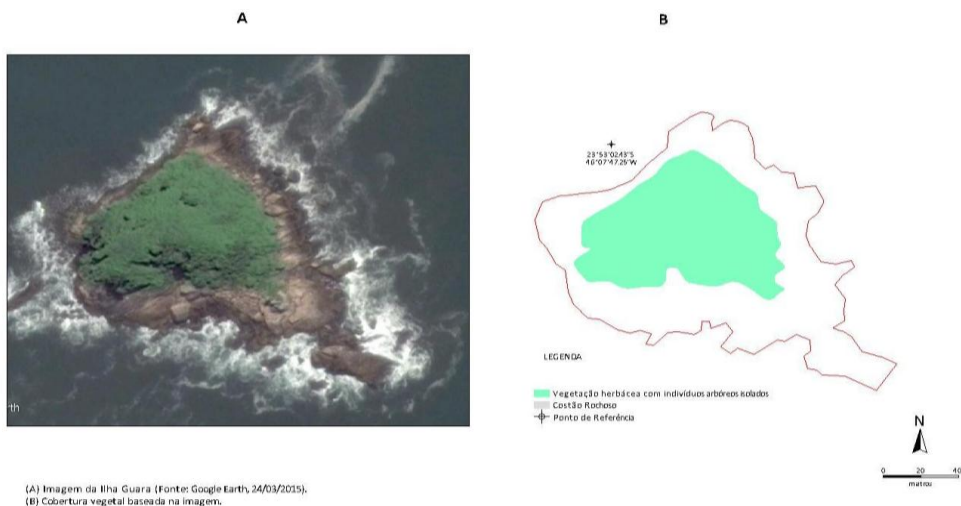 A
B
23°53'02.43"S
46°07'47.25"W
LEGENDA
Vegetação herbácea com indivíduos arbóreos isolados
Costão Rochoso
Ponto de Referência
th
N
0 20 40
metros
(A) Imagem da Ilha Guara (Fonte: Google Earth, 24/03/2015).
(B) Cobertura vegetal baseada na imagem.